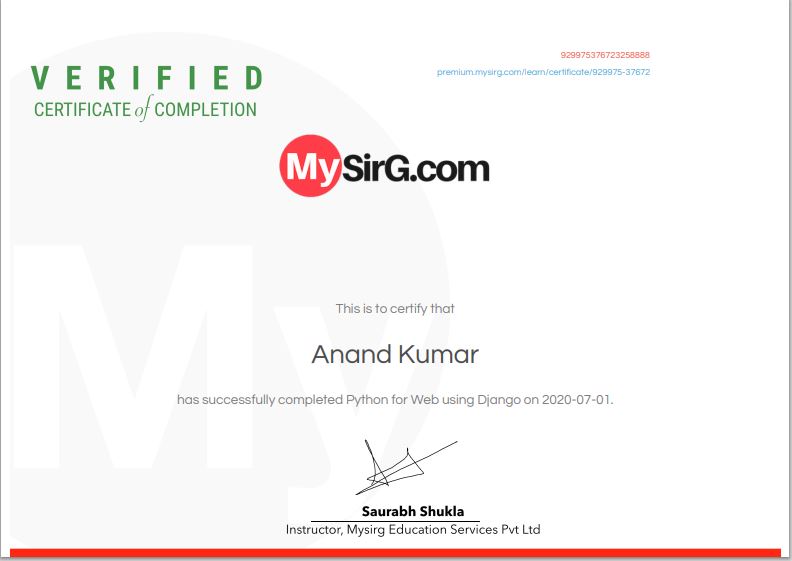 929975376723258888
premium.mysirg.com/learn/certificate/929975-37672
VERIFIED
CERTIFICATE of COMPLETION
MySirG.com
My
This is to certify that
Anand Kumar
has successfully completed Python for Web using Django on 2020-07-01.
Saurabh Shukla
Instructor, Mysirg Education Services Pvt Ltd